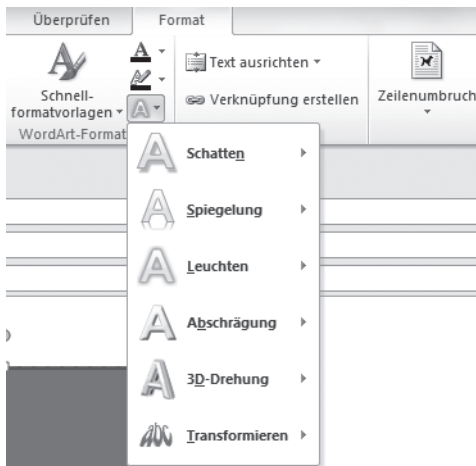 Überprüfen Format
Text ausrichten
Schnell-
formatvorlagen
Verknüpfung erstellen
Zeilenumbruch
WordArt-Format
Schatten
Spiegelung
Leuchten
Abschrägung
3D-Drehung
Transformieren